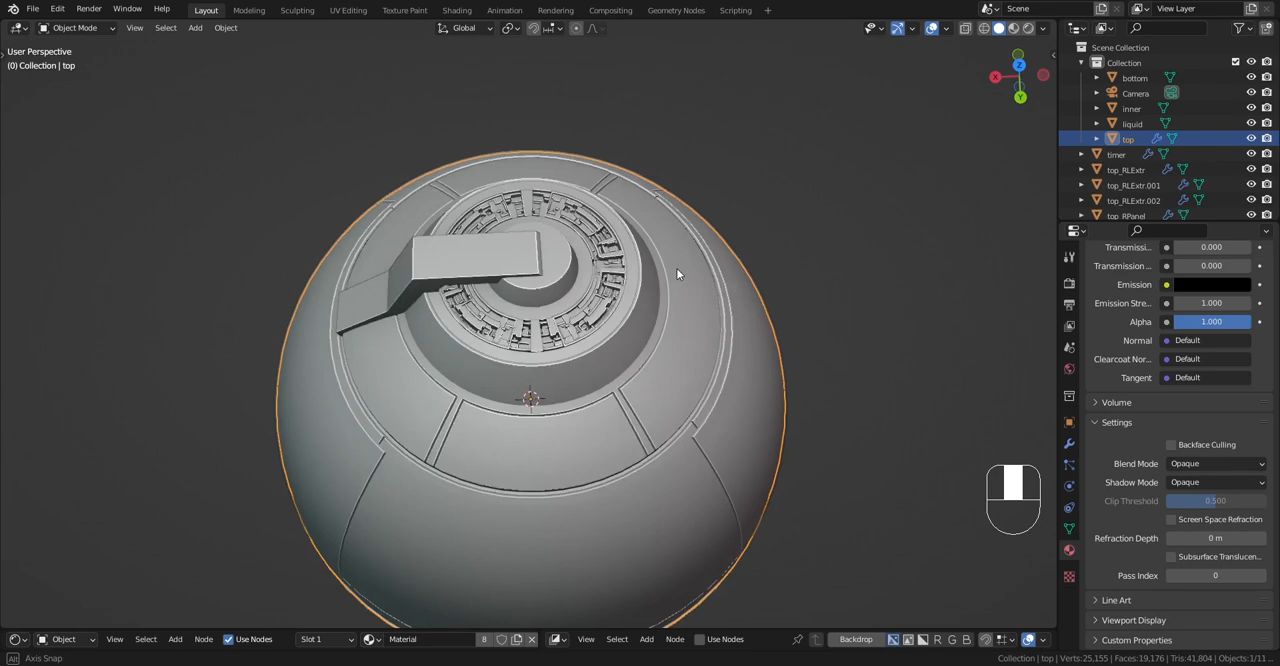 File Edit Render Window Help Layout Modeling Sculpting UV Editing Texture Paint Shading Animation Rendering Compositing Geometry Nodes Scripting + Scene View Layer
Object Mode View Select Add Object Global
User Perspective
(0) Collection | top
X Z Y
Scene Collection
Collection
bottom
Camera
inner
liquid
top
timer
top_RLExtr
top_RLExtr.001
top_RLExtr.002
top_RPanel
Transmissi... 0.000
Transmission ... 0.000
Emission
Emission Stre... 1.000
Alpha 1.000
Normal Default
Clearcoat Nor... Default
Tangent Default
Volume
Settings
Backface Culling
Blend Mode Opaque
Shadow Mode Opaque
Clip Threshold 0.500
Screen Space Refraction
Refraction Depth 0 m
Subsurface Translucen...
Pass Index 0
Line Art
Viewport Display
Custom Properties
Object View Select Add Node Use Nodes Slot 1 Material 8 View Select Add Node Use Nodes Backdrop R G B
Alt Axis Snap Collection | top | Verts:25,155 | Faces:19,176 | Tris:41,804 | Objects:1/11 ...